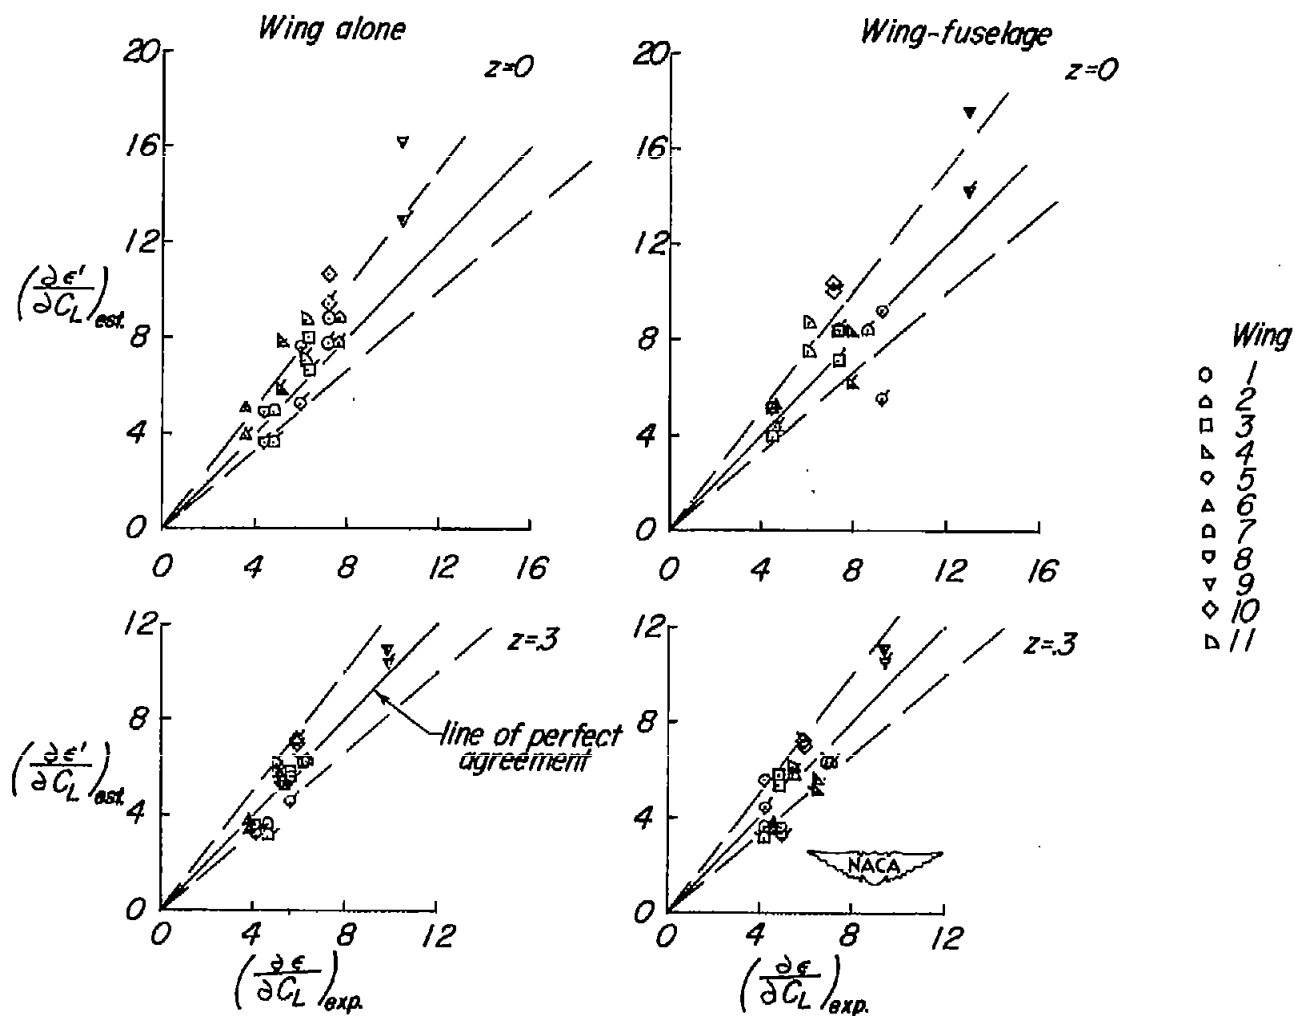 Wing alone
Wing-fuselage
20
z=0
16
12
8
4
0
(∂ϵ'/∂C_L)est.
0 4 8 12 16
20
z=0
16
12
8
4
0
0 4 8 12 16
Wing
1
2
3
4
5
6
7
8
9
10
11
12
z=.3
8
4
0
(∂ϵ'/∂C_L)est.
line of perfect
agreement
0 4 8 12
(∂ϵ/∂C_L)exp.
12
z=.3
8
4
0
NACA
0 4 8 12
(∂ϵ/∂C_L)exp.